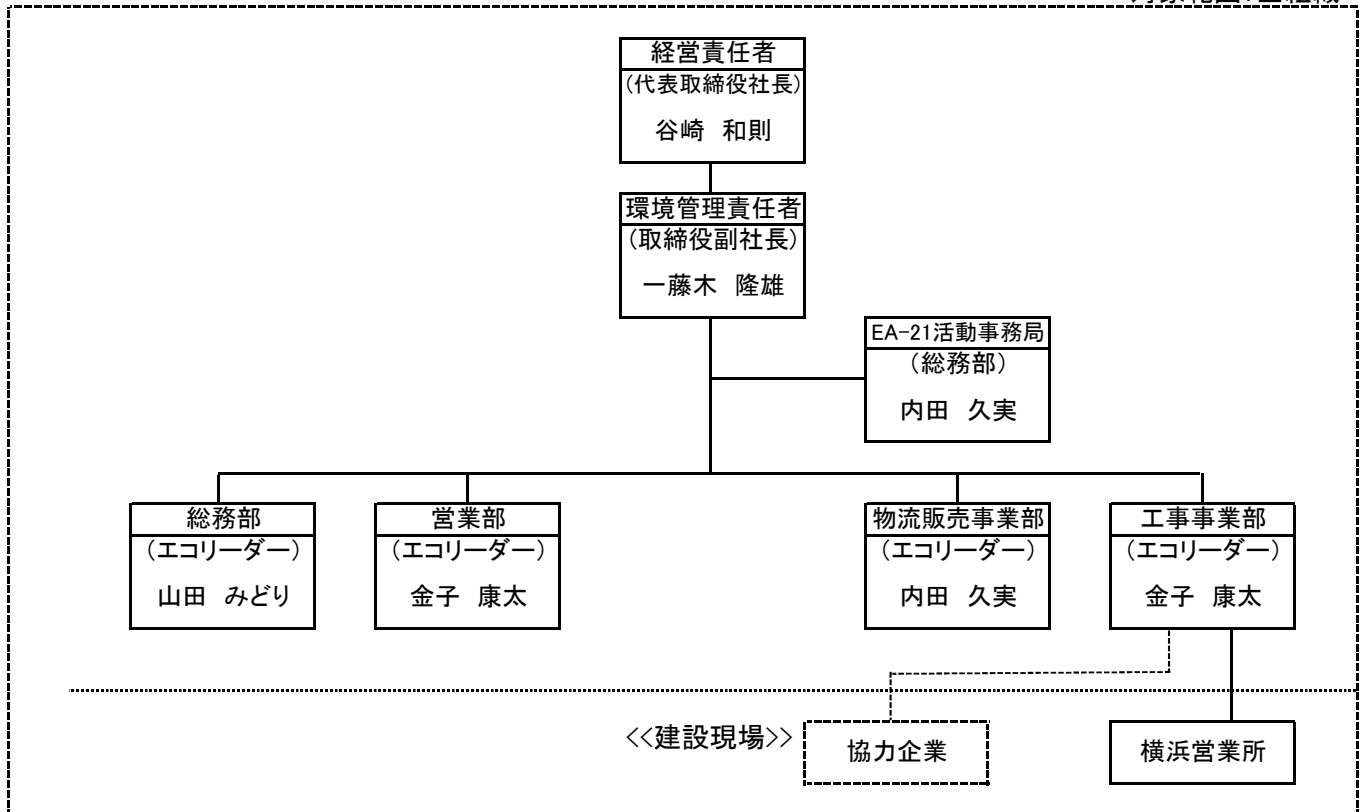 経営責任者
(代表取締役社長)
谷崎 和則
環境管理責任者
(取締役副社長)
一藤木 隆雄
EA-21活動事務局
(総務部)
内田 久実
総務部
(エコリーダー)
山田 みどり
営業部
(エコリーダー)
金子 康太
物流販売事業部
(エコリーダー)
内田 久実
工事事業部
(エコリーダー)
金子 康太
<<建設現場>>
協力企業
横浜営業所